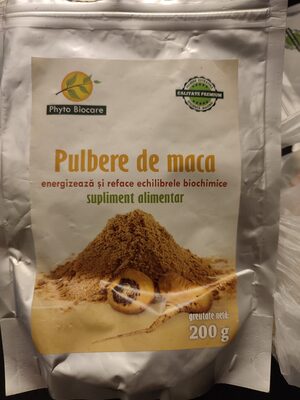 Phyto Biocare
CALITATE PREMIUM
Pulbere de maca
energizează și reface echilibrele biochimice
supliment alimentar
greutate netă:
200 g